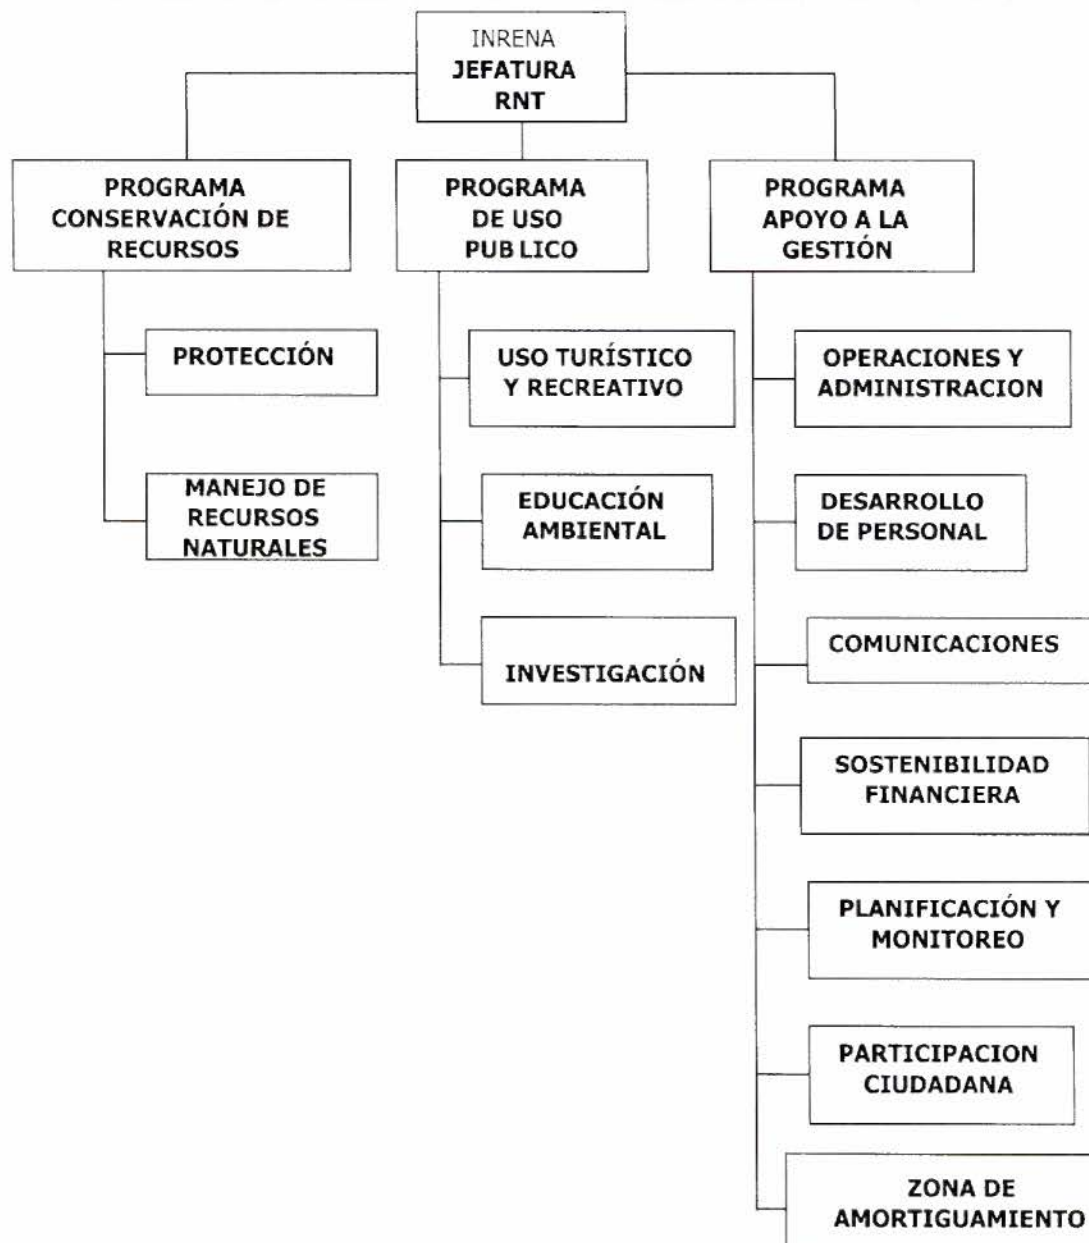 INRENA
JEFATURA
RNT
PROGRAMA
CONSERVACIÓN DE
RECURSOS
PROTECCIÓN
MANEJO DE
RECURSOS
NATURALES
PROGRAMA
DE USO
PUBLICO
USO TURÍSTICO
Y RECREATIVO
EDUCACIÓN
AMBIENTAL
INVESTIGACIÓN
PROGRAMA
APOYO A LA
GESTIÓN
OPERACIONES Y
ADMINISTRACION
DESARROLLO
DE PERSONAL
COMUNICACIONES
SOSTENIBILIDAD
FINANCIERA
PLANIFICACIÓN Y
MONITOREO
PARTICIPACION
CIUDADANA
ZONA DE
AMORTIGUAMIENTO